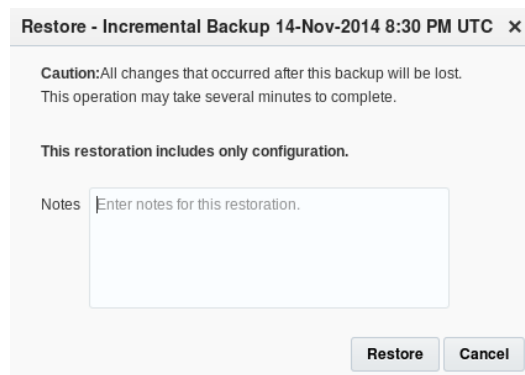 Restore - Incremental Backup 14-Nov-2014 8:30 PM UTC ×
Caution:All changes that occurred after this backup will be lost.
This operation may take several minutes to complete.
This restoration includes only configuration.
Notes Enter notes for this restoration.
Restore Cancel